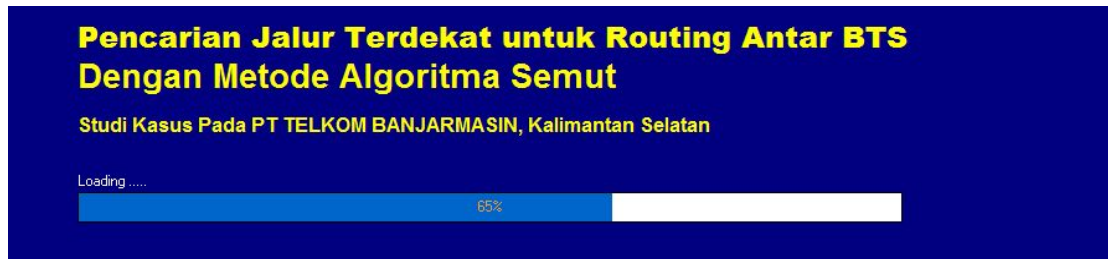 Pencarian Jalur Terdekat untuk Routing Antar BTS
Dengan Metode Algoritma Semut
Studi Kasus Pada PT TELKOM BANJARMASIN, Kalimantan Selatan
Loading .....
65%